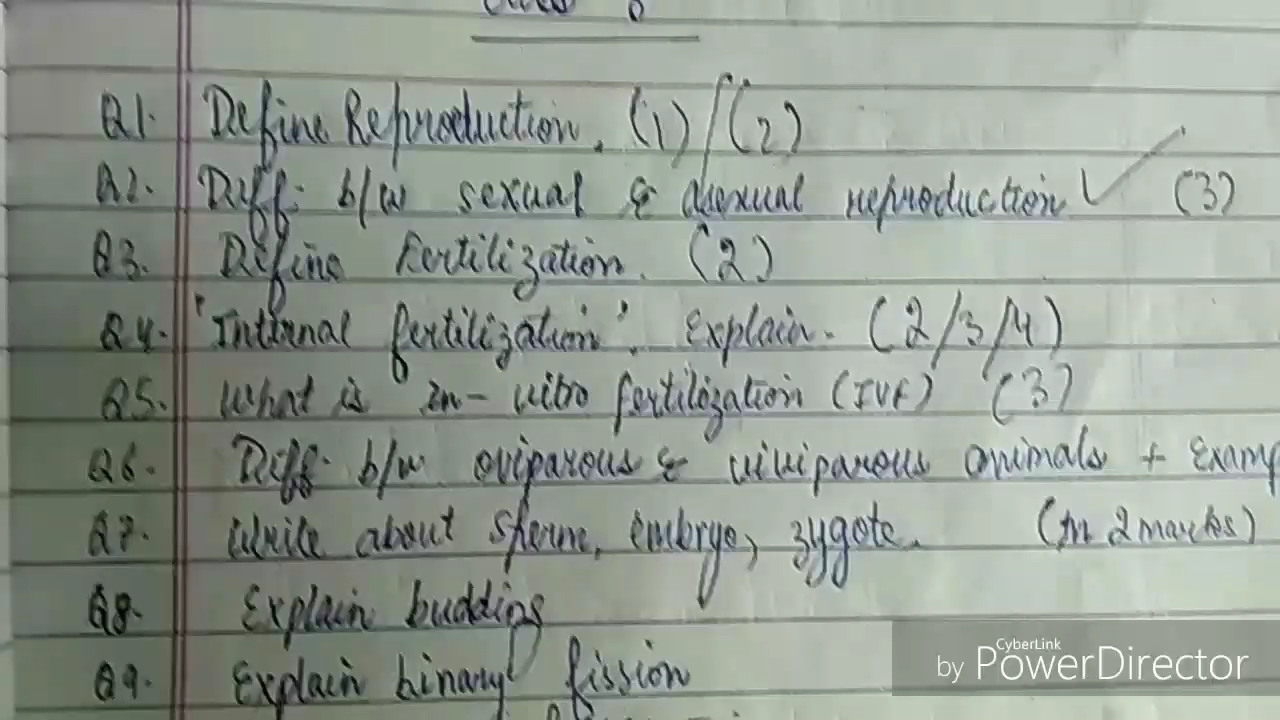 Q1. Define Reproduction. (1)/(2)
Q2. Diff. b/w sexual & asexual reproduction ✓ (3)
Q3. Define Fertilization. (2)
Q4. 'Internal fertilization'. Explain. (2/3/4)
Q5. What is In-vitro fertilization (IVF) (3)
Q6. Diff. b/w oviparous & viviparous animals + Examp
Q7. Write about sperm, embryo, zygote. (In 2 marks)
Q8. Explain budding
Q9. Explain binary fission
by CyberLink PowerDirector